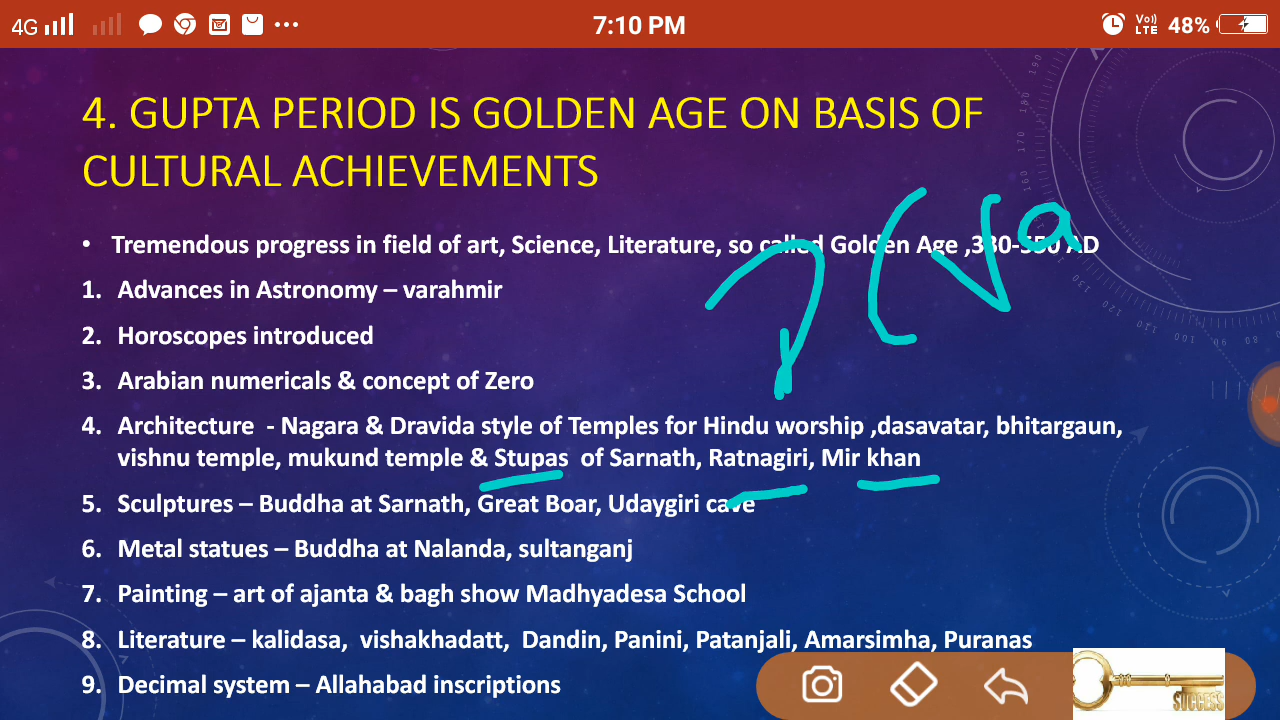 4G 7:10 PM Vo)) LTE 48%
4. GUPTA PERIOD IS GOLDEN AGE ON BASIS OF
CULTURAL ACHIEVEMENTS
• Tremendous progress in field of art, Science, Literature, so called Golden Age ,330-550 AD
1. Advances in Astronomy – varahmir
2. Horoscopes introduced
3. Arabian numericals & concept of Zero
4. Architecture - Nagara & Dravida style of Temples for Hindu worship ,dasavatar, bhitargaun,
vishnu temple, mukund temple & Stupas of Sarnath, Ratnagiri, Mir khan
5. Sculptures – Buddha at Sarnath, Great Boar, Udaygiri cave
6. Metal statues – Buddha at Nalanda, sultanganj
7. Painting – art of ajanta & bagh show Madhyadesa School
8. Literature – kalidasa, vishakhadatt, Dandin, Panini, Patanjali, Amarsimha, Puranas
9. Decimal system – Allahabad inscriptions
SUCCESS